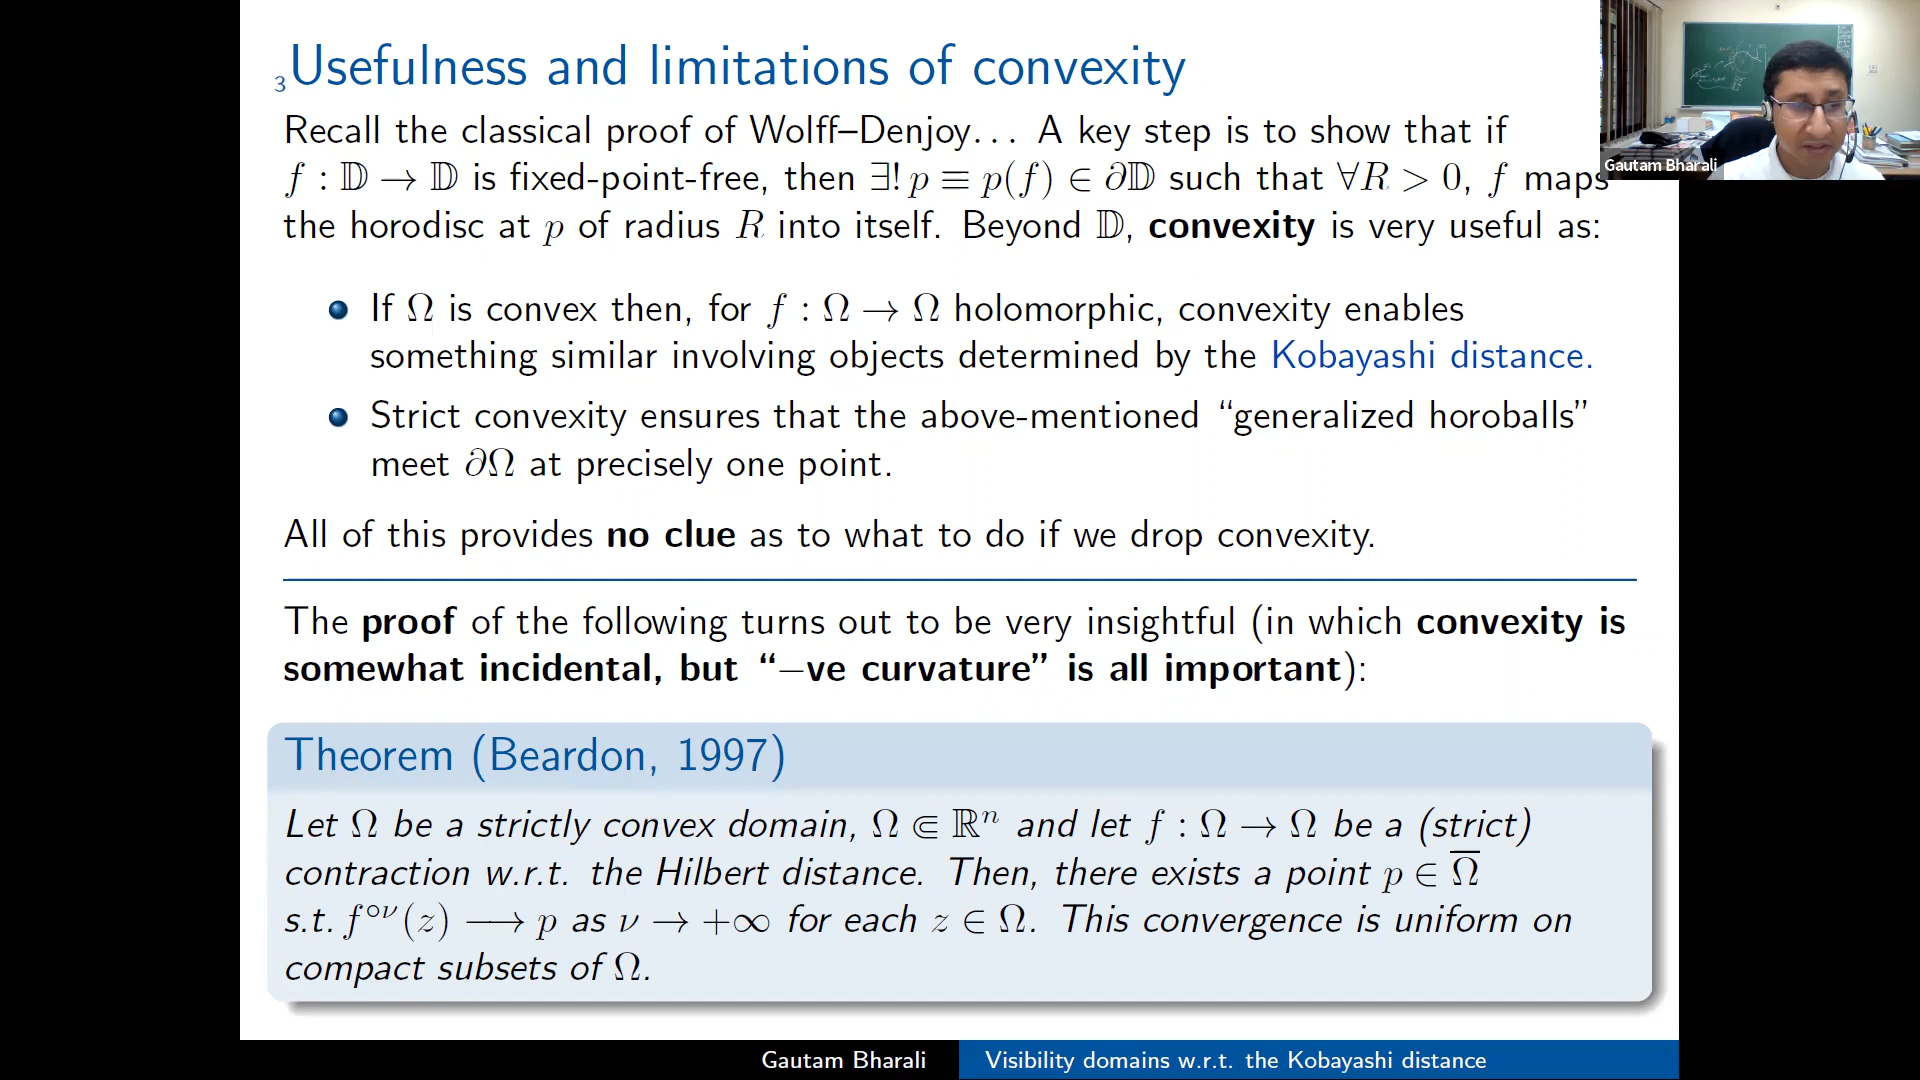 3 Usefulness and limitations of convexity
Recall the classical proof of Wolff–Denjoy… A key step is to show that if
f : 𝔻 → 𝔻 is fixed-point-free, then ∃! p ≡ p(f) ∈ ∂𝔻 such that ∀R > 0, f maps
the horodisc at p of radius R into itself. Beyond 𝔻, convexity is very useful as:
If Ω is convex then, for f : Ω → Ω holomorphic, convexity enables
something similar involving objects determined by the Kobayashi distance.
Strict convexity ensures that the above-mentioned “generalized horoballs”
meet ∂Ω at precisely one point.
All of this provides no clue as to what to do if we drop convexity.
The proof of the following turns out to be very insightful (in which convexity is
somewhat incidental, but “−ve curvature” is all important):
Theorem (Beardon, 1997)
Let Ω be a strictly convex domain, Ω ⋐ ℝⁿ and let f : Ω → Ω be a (strict)
contraction w.r.t. the Hilbert distance. Then, there exists a point p ∈ Ω̅
s.t. f^{∘ν}(z) ⟶ p as ν → +∞ for each z ∈ Ω. This convergence is uniform on
compact subsets of Ω.
Gautam Bharali
Visibility domains w.r.t. the Kobayashi distance
Gautam Bharali